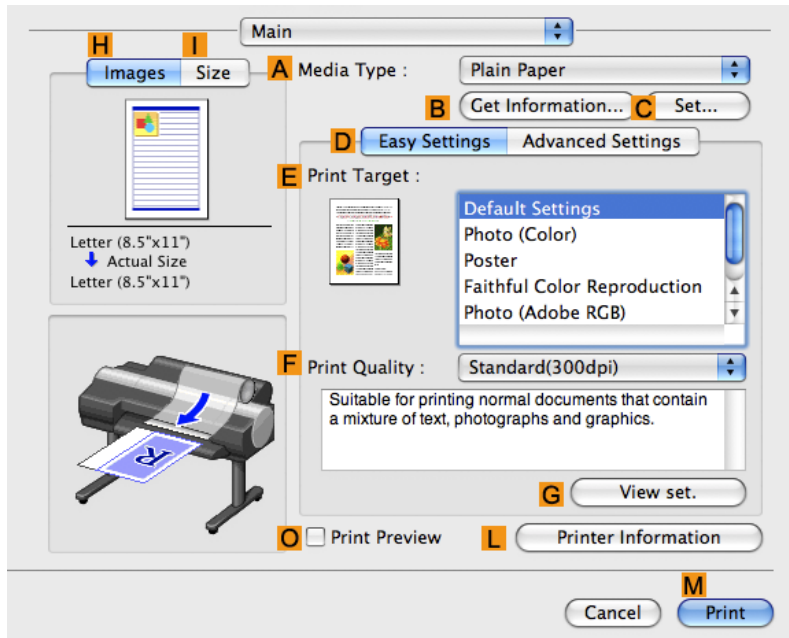 Main
H I
Images Size
A Media Type : Plain Paper
B Get Information... C Set...
D Easy Settings Advanced Settings
E Print Target :
Default Settings
Photo (Color)
Poster
Faithful Color Reproduction
Photo (Adobe RGB)
Letter (8.5"x11")
Actual Size
Letter (8.5"x11")
F Print Quality : Standard(300dpi)
Suitable for printing normal documents that contain
a mixture of text, photographs and graphics.
R
G View set.
O Print Preview L Printer Information
M
Cancel Print